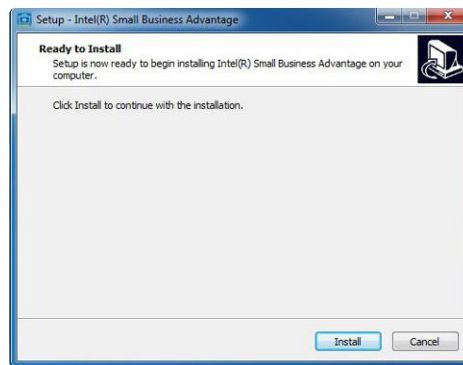 Setup - Intel(R) Small Business Advantage
Ready to Install
Setup is now ready to begin installing Intel(R) Small Business Advantage on your
computer.
Click Install to continue with the installation.
Install
Cancel